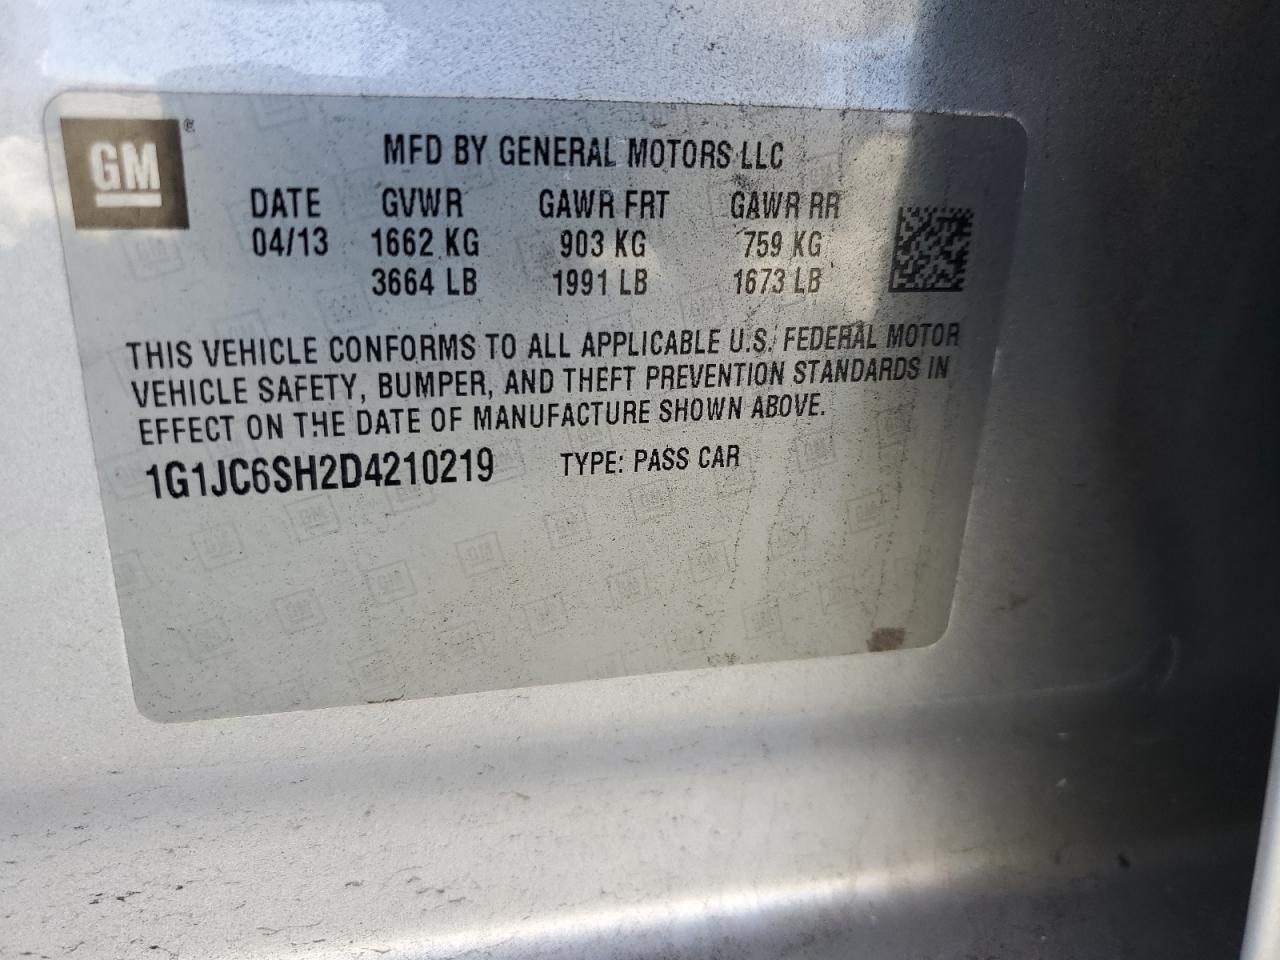 GM
MFD BY GENERAL MOTORS LLC
DATE GVWR GAWR FRT GAWR RR
04/13 1662 KG 903 KG 759 KG
3664 LB 1991 LB 1673 LB
THIS VEHICLE CONFORMS TO ALL APPLICABLE U.S. FEDERAL MOTOR
VEHICLE SAFETY, BUMPER, AND THEFT PREVENTION STANDARDS IN
EFFECT ON THE DATE OF MANUFACTURE SHOWN ABOVE.
1G1JC6SH2D4210219 TYPE: PASS CAR